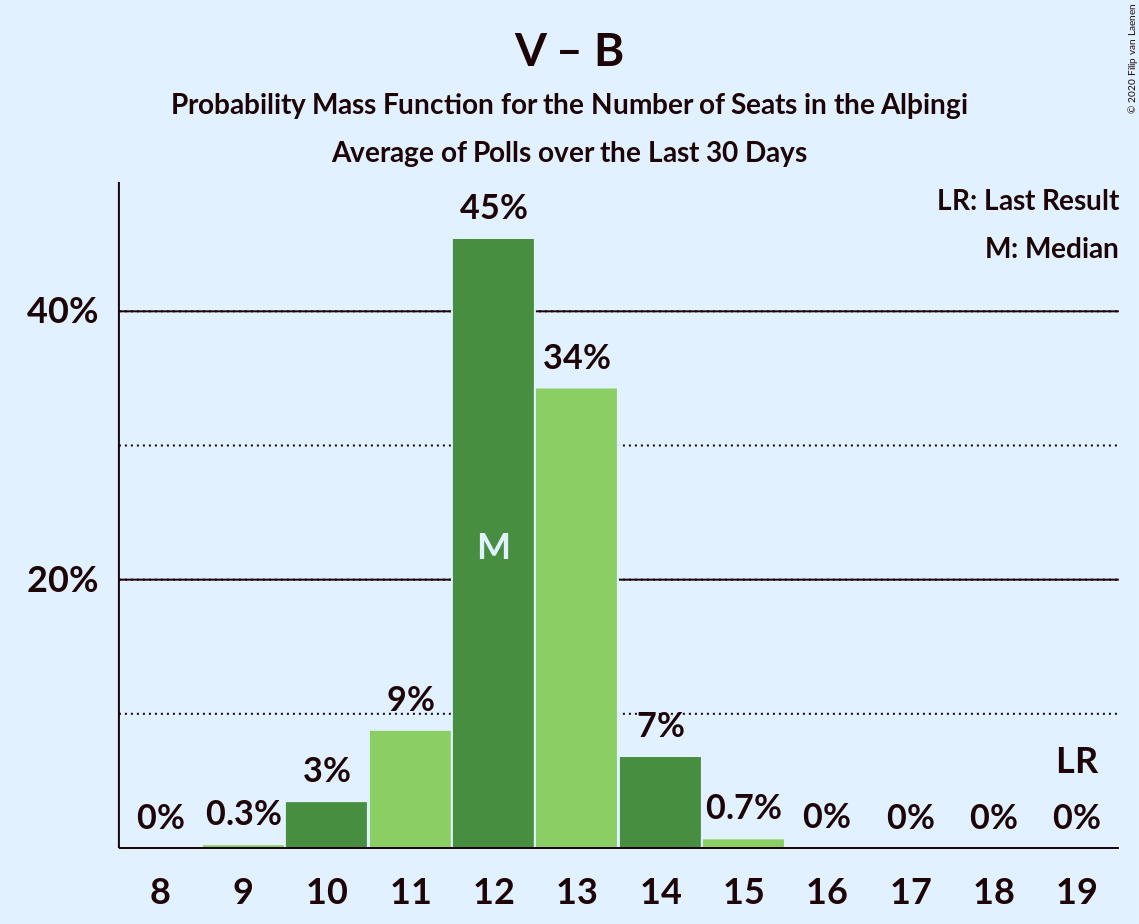 V – B
Probability Mass Function for the Number of Seats in the Alþingi
Average of Polls over the Last 30 Days
© 2020 Filip van Laenen
LR: Last Result
M: Median
45%
40%
34%
M
20%
9%
7%
3%
LR
0%
0.3%
0.7%
0%
0%
0%
0%
8 9 10 11 12 13 14 15 16 17 18 19